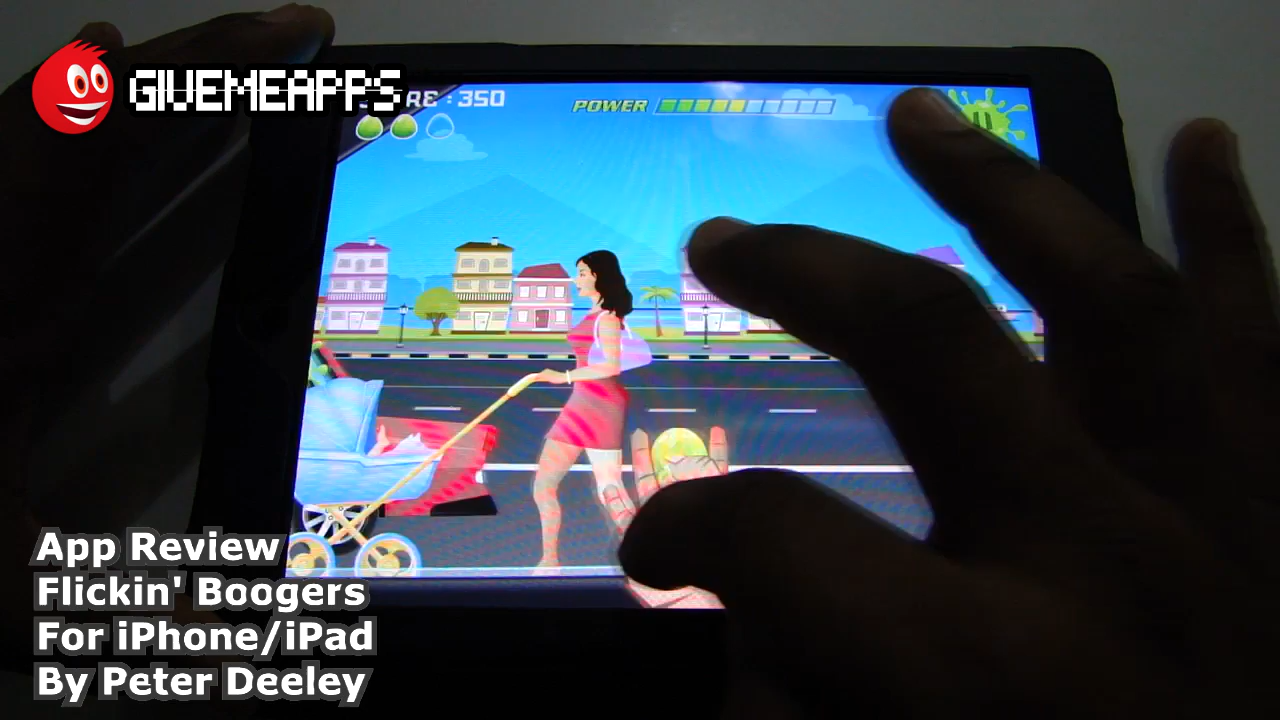 GIVEMEAPPS
RE : 350
POWER
App Review
Flickin' Boogers
For iPhone/iPad
By Peter Deeley